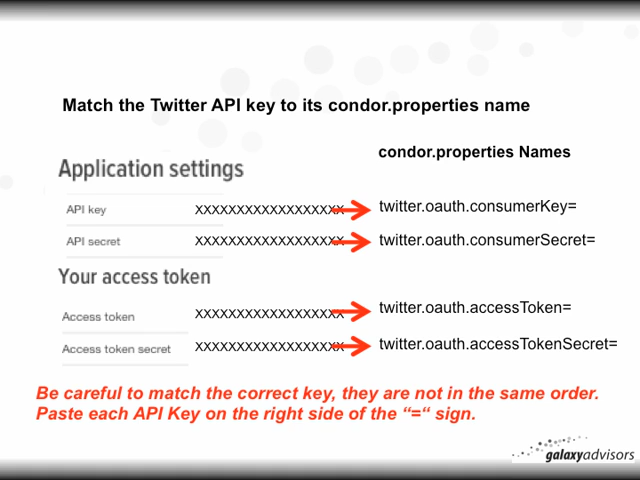 Match the Twitter API key to its condor.properties name
condor.properties Names
Application settings
API key XXXXXXXXXXXXXXXXXX twitter.oauth.consumerKey=
API secret XXXXXXXXXXXXXXXXXX twitter.oauth.consumerSecret=
Your access token
Access token XXXXXXXXXXXXXXXXXX twitter.oauth.accessToken=
Access token secret XXXXXXXXXXXXXXXXXX twitter.oauth.accessTokenSecret=
Be careful to match the correct key, they are not in the same order.
Paste each API Key on the right side of the “=“ sign.
galaxyadvisors